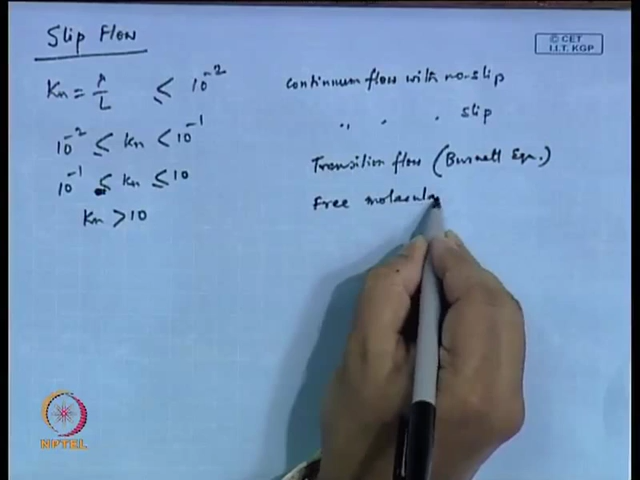 Slip Flow
© CET
I.I.T. KGP
Kn = λ/L ≤ 10⁻² continuum flow with no-slip
10⁻² ≤ Kn < 10⁻¹ " " " slip
10⁻¹ ≤ Kn ≤ 10 Transition flow (Burnett Eqn.)
Kn > 10 Free molecula
NPTEL